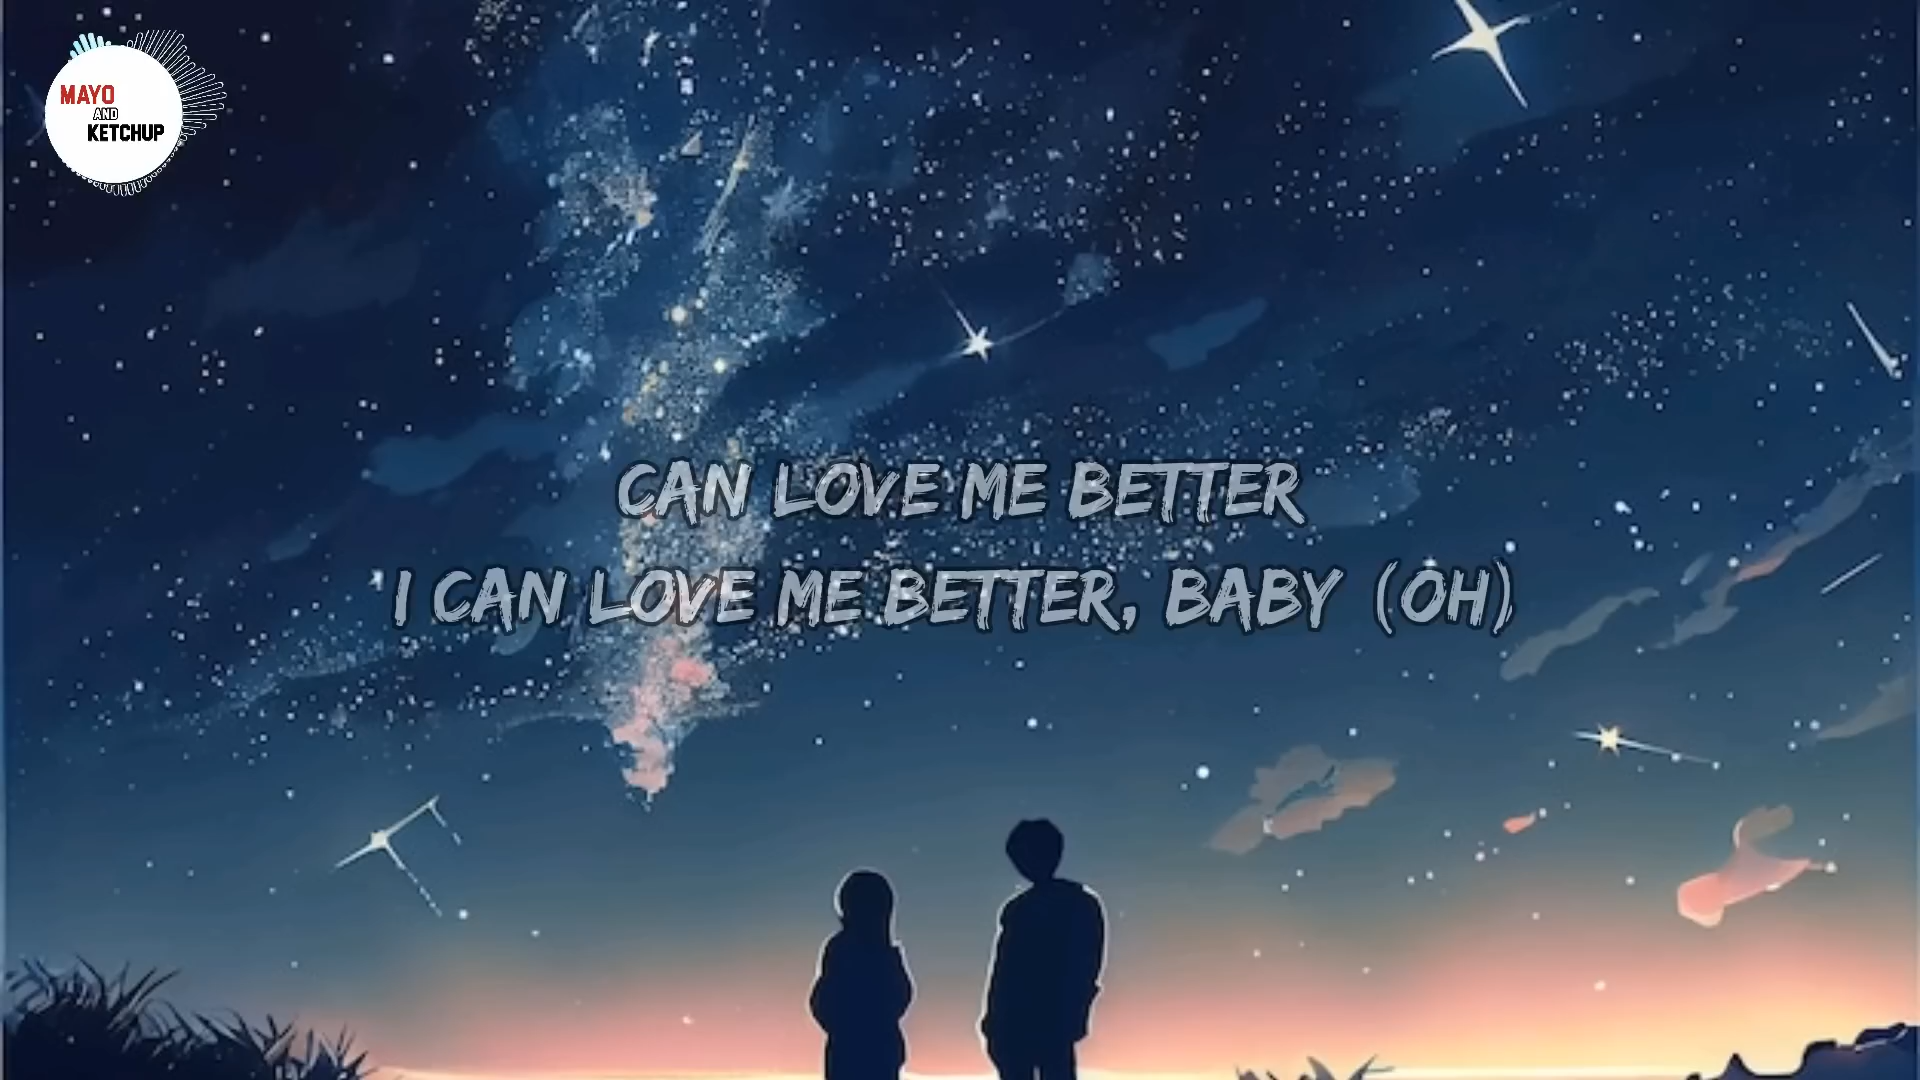 MAYO
AND
KETCHUP
CAN LOVE ME BETTER
I CAN LOVE ME BETTER, BABY (OH)